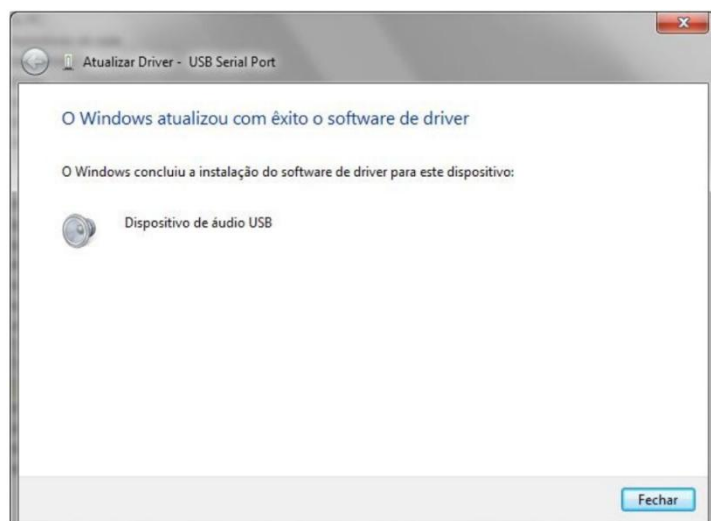 Atualizar Driver - USB Serial Port
O Windows atualizou com êxito o software de driver
O Windows concluiu a instalação do software de driver para este dispositivo:
Dispositivo de áudio USB
Fechar